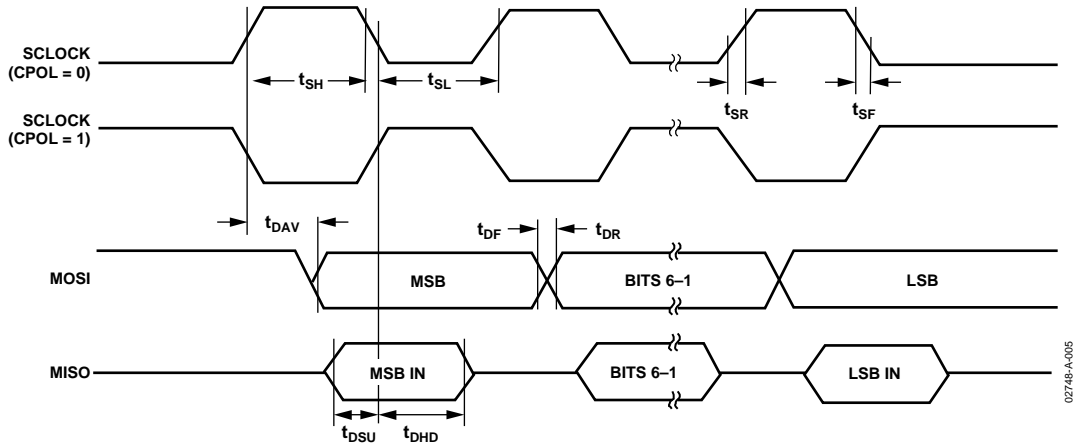 SCLOCK
(CPOL = 0)
tSH
tSL
tSR
tSF
SCLOCK
(CPOL = 1)
tDAV
tDF
tDR
MOSI
MSB
BITS 6–1
LSB
MISO
MSB IN
BITS 6–1
LSB IN
tDSU
tDHD
02748-A-005